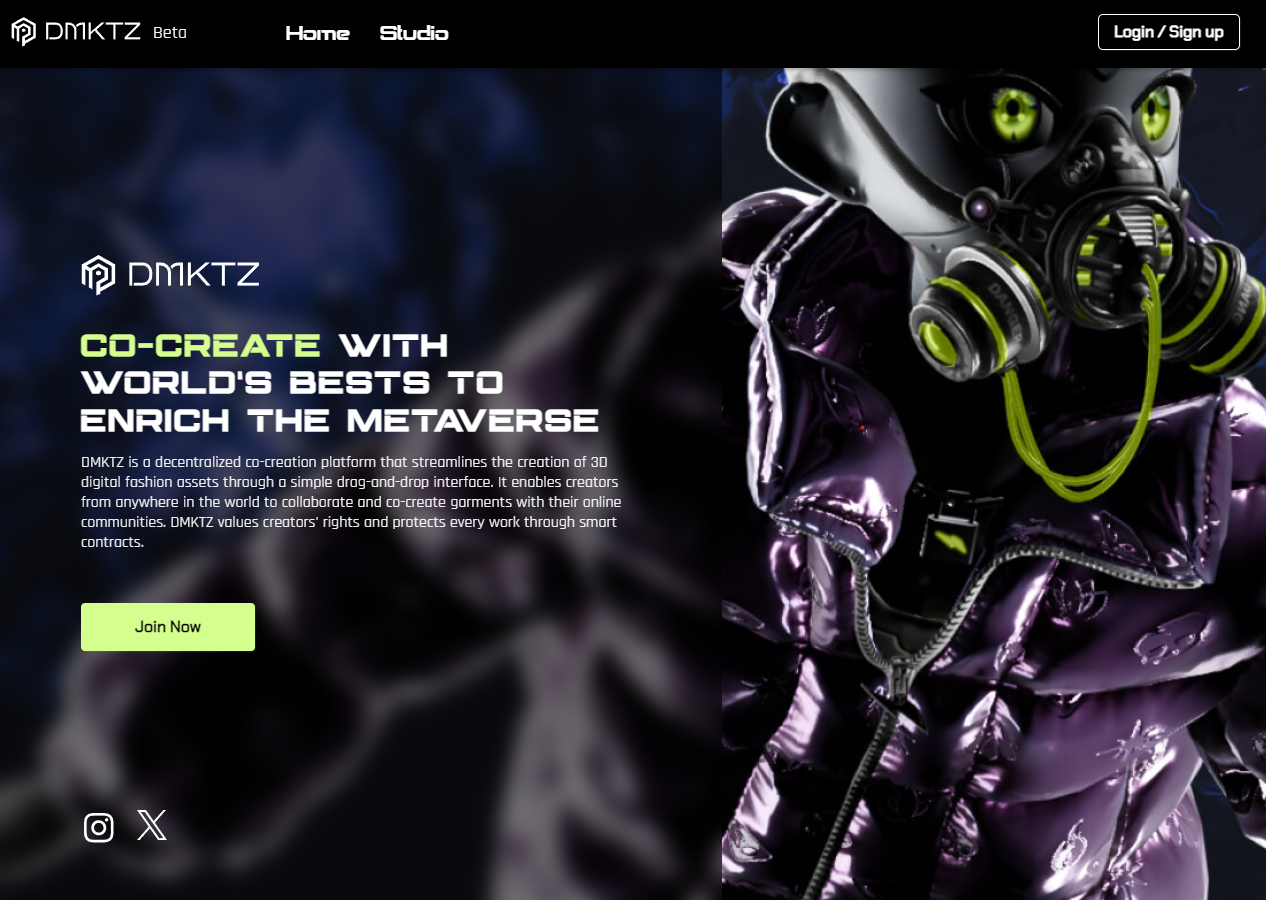 DMKTZ Beta
Home
Studio
Login / Sign up
DMKTZ
CO-CREATE WITH
WORLD'S BESTS TO
ENRICH THE METAVERSE
DMKTZ is a decentralized co-creation platform that streamlines the creation of 3D
digital fashion assets through a simple drag-and-drop interface. It enables creators
from anywhere in the world to collaborate and co-create garments with their online
communities. DMKTZ values creators' rights and protects every work through smart
contracts.
Join Now
DANGER